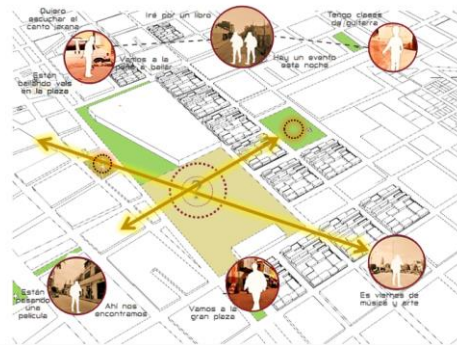 Quiero
escuchar el
canto jarana
Iré por un libro
Tengo clases
de guitarra
Vamos a la
peña a bailar
Hay un evento
esta noche
Están
bailando vals
en la plaza
?
Están
pasando
una
película
Ahí nos
encontramos
Vamos a la
gran plaza
Es viernes de
música y arte